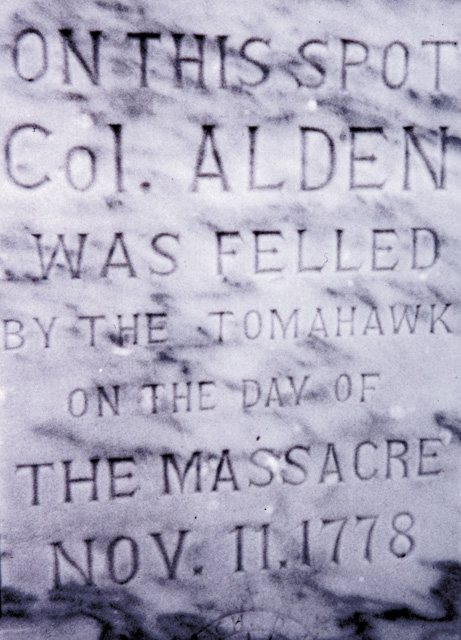 ON THIS SPOT
Col. ALDEN
WAS FELLED
BY THE TOMAHAWK
ON THE DAY OF
THE MASSACRE
NOV. 11, 1778